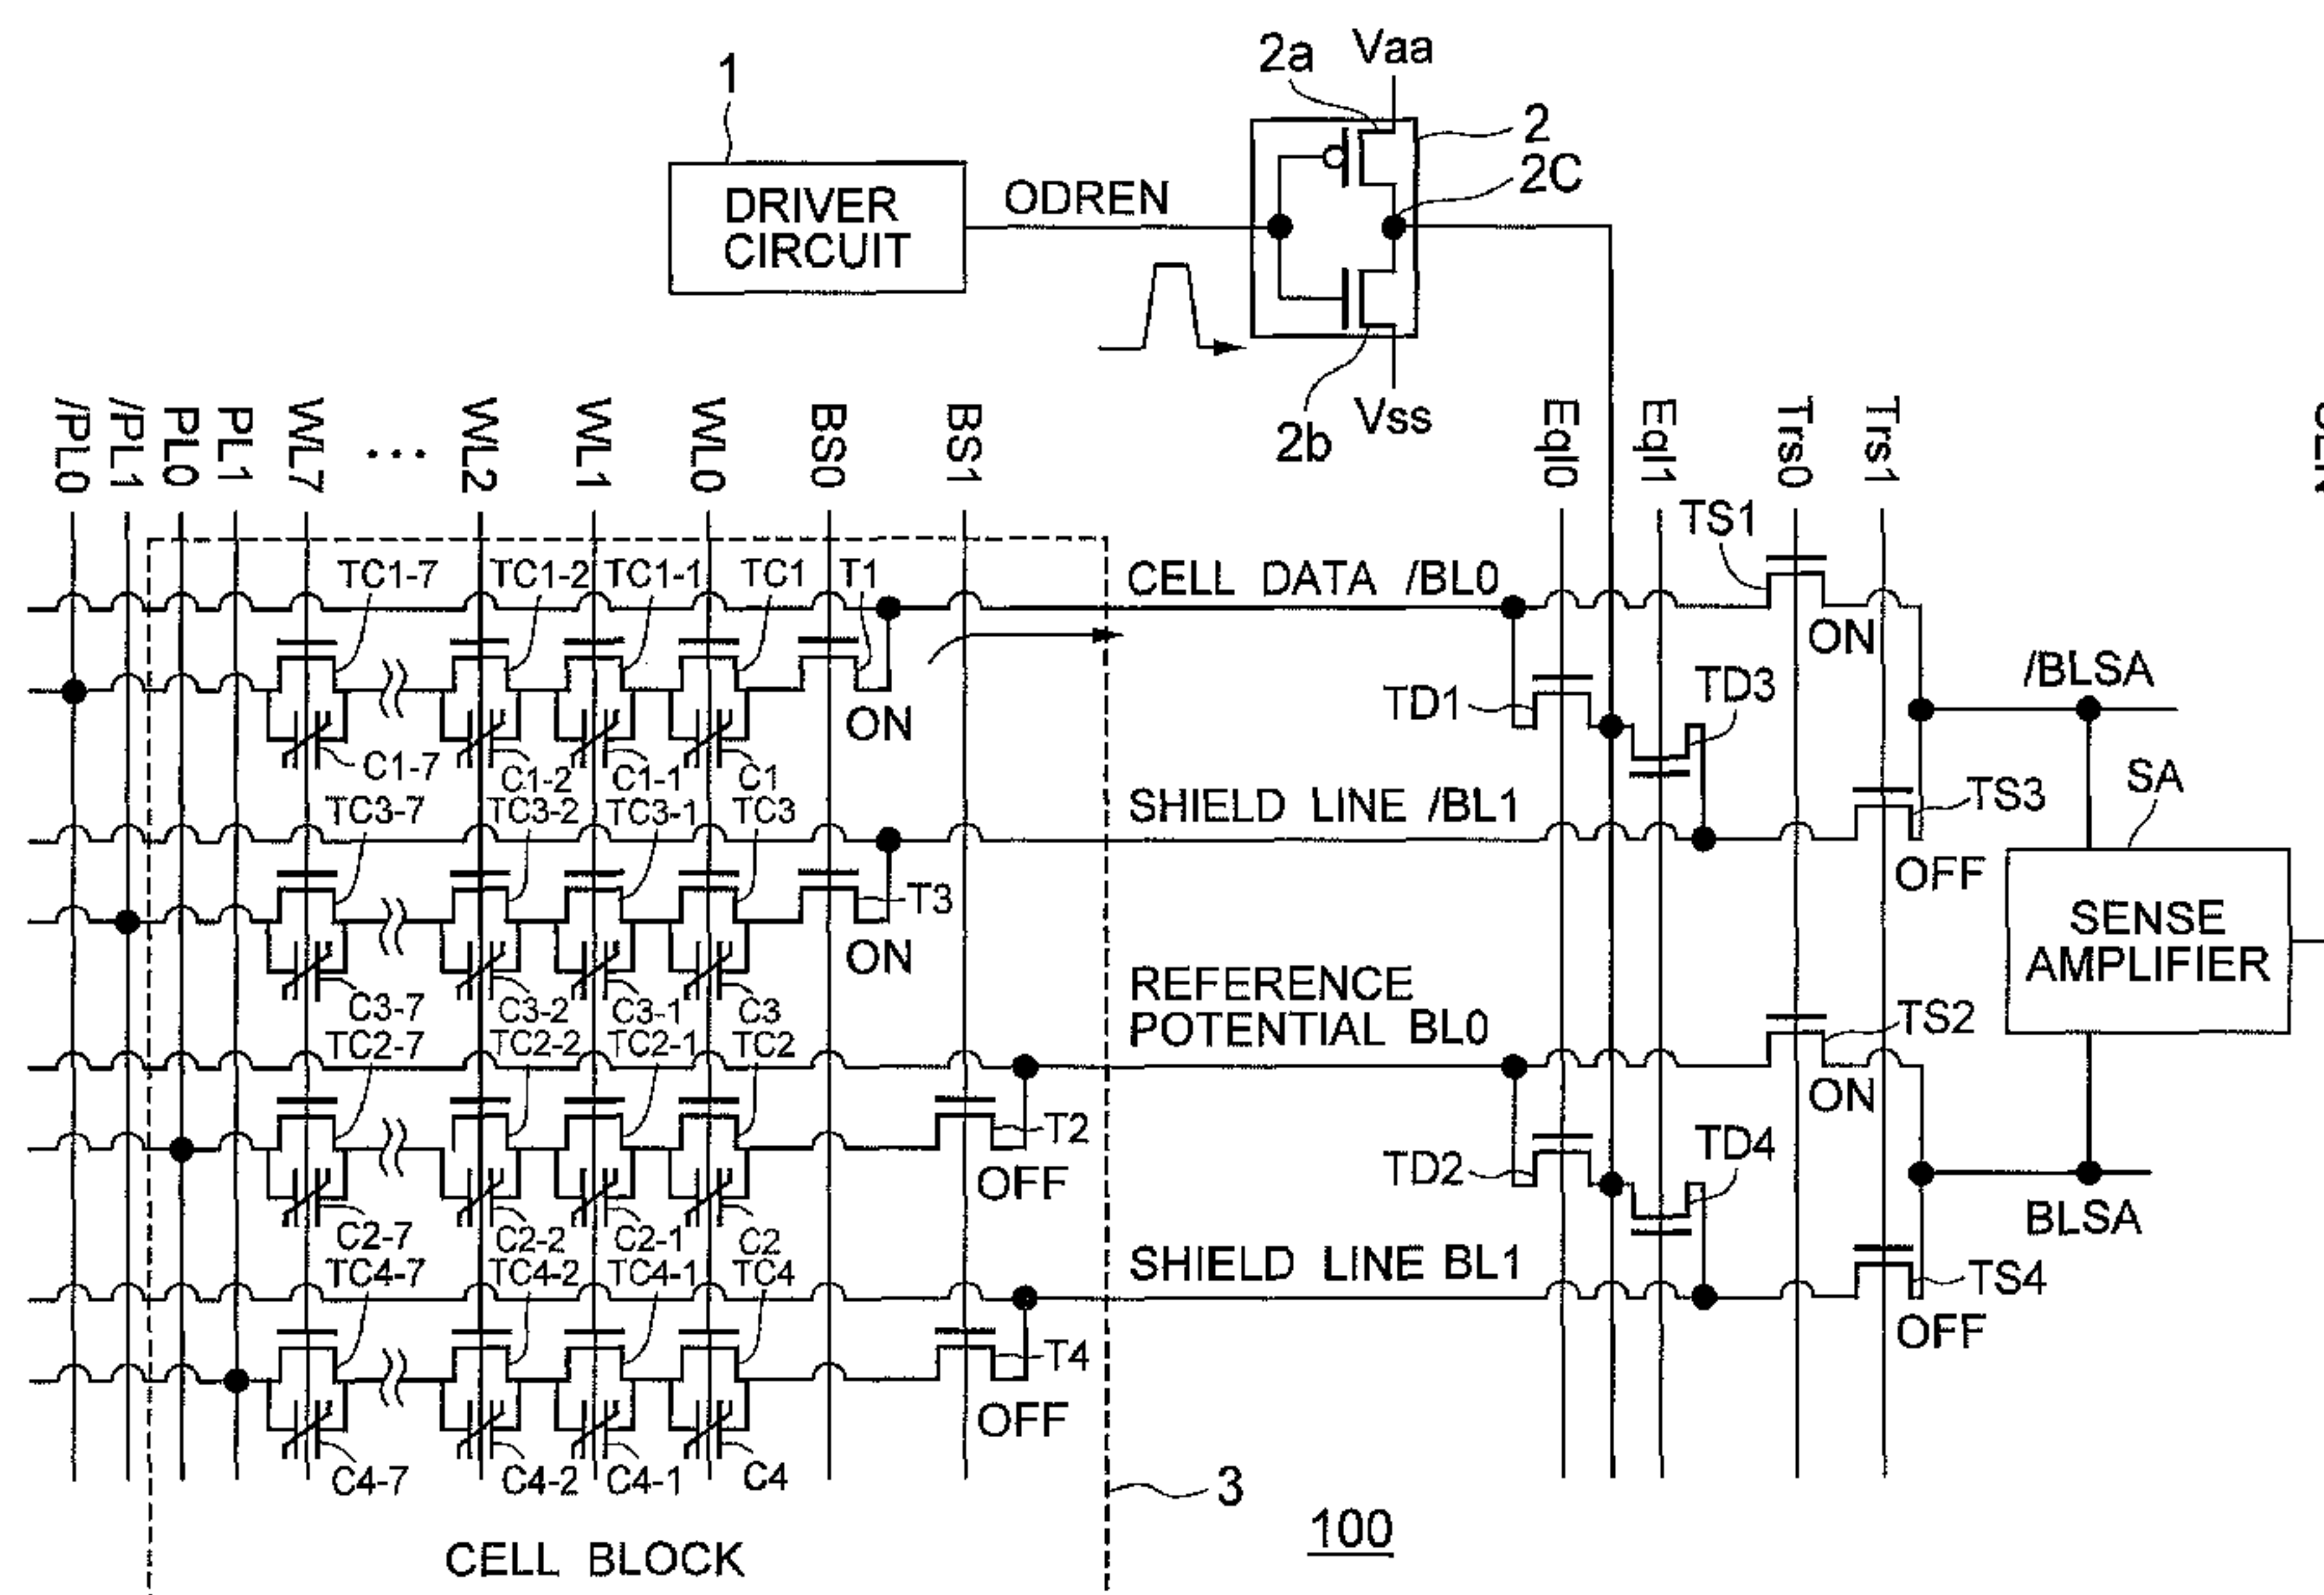 1
2a
Vaa
2
2C
DRIVER
CIRCUIT
ODREN
2b
Vss
/PL0
/PL1
PL0
PL1
WL7
...
WL2
WL1
WL0
BS0
BS1
Eql0
Eql1
Trs0
Trs1
TS1
TC1-7
TC1-2
TC1-1
TC1
T1
CELL DATA /BL0
ON
ON
/BLSA
TD1
TD3
C1-7
C1-2
C1-1
C1
TC3-7
TC3-2
TC3-1
TC3
SHIELD LINE /BL1
TS3
SA
OFF
T3
ON
SENSE
AMPLIFIER
C3-7
C3-2
C3-1
C3
REFERENCE
POTENTIAL BL0
TS2
TC2-7
TC2-2
TC2-1
TC2
ON
T2
OFF
TD2
TD4
BLSA
C2-7
C2-2
C2-1
C2
TC4-7
TC4-2
TC4-1
TC4
SHIELD LINE BL1
TS4
OFF
T4
OFF
C4-7
C4-2
C4-1
C4
3
100
CELL BLOCK